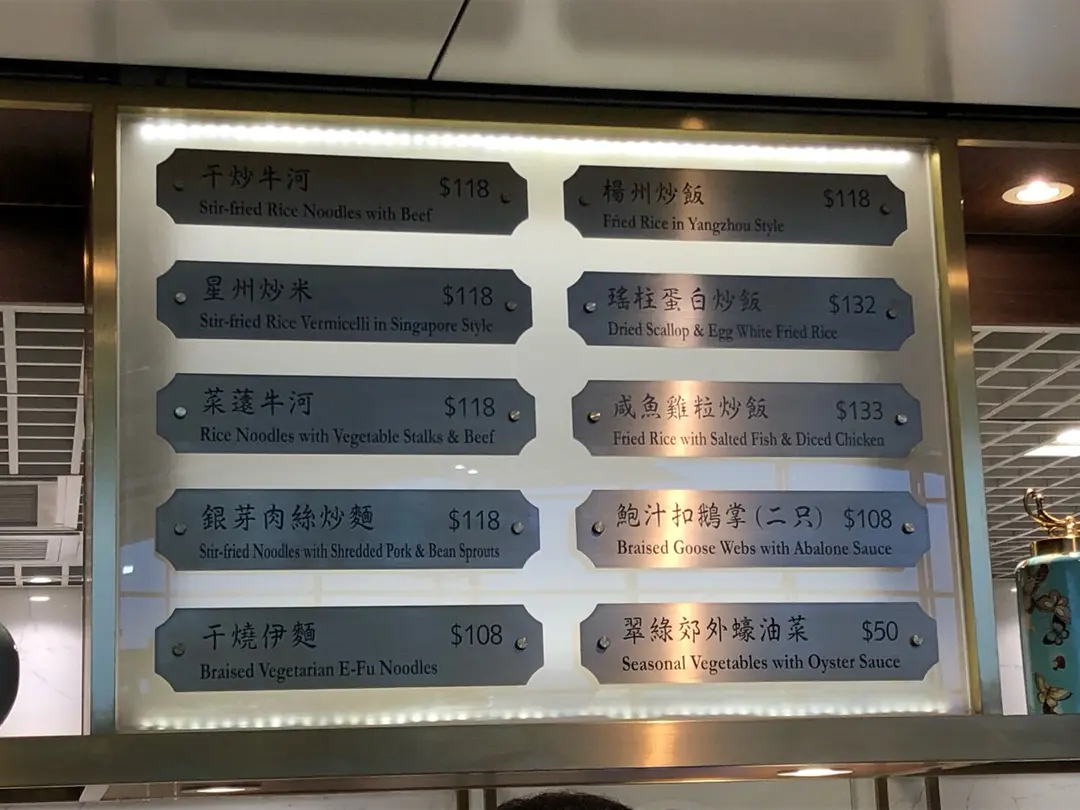 干炒牛河 $118
Stir-fried Rice Noodles with Beef
星州炒米 $118
Stir-fried Rice Vermicelli in Singapore Style
菜薳牛河 $118
Rice Noodles with Vegetable Stalks & Beef
銀芽肉絲炒麵 $118
Stir-fried Noodles with Shredded Pork & Bean Sprouts
干燒伊麵 $108
Braised Vegetarian E-Fu Noodles
楊州炒飯 $118
Fried Rice in Yangzhou Style
瑤柱蛋白炒飯 $132
Dried Scallop & Egg White Fried Rice
咸魚雞粒炒飯 $133
Fried Rice with Salted Fish & Diced Chicken
鮑汁扣鵝掌(二只) $108
Braised Goose Webs with Abalone Sauce
翠綠郊外蠔油菜 $50
Seasonal Vegetables with Oyster Sauce